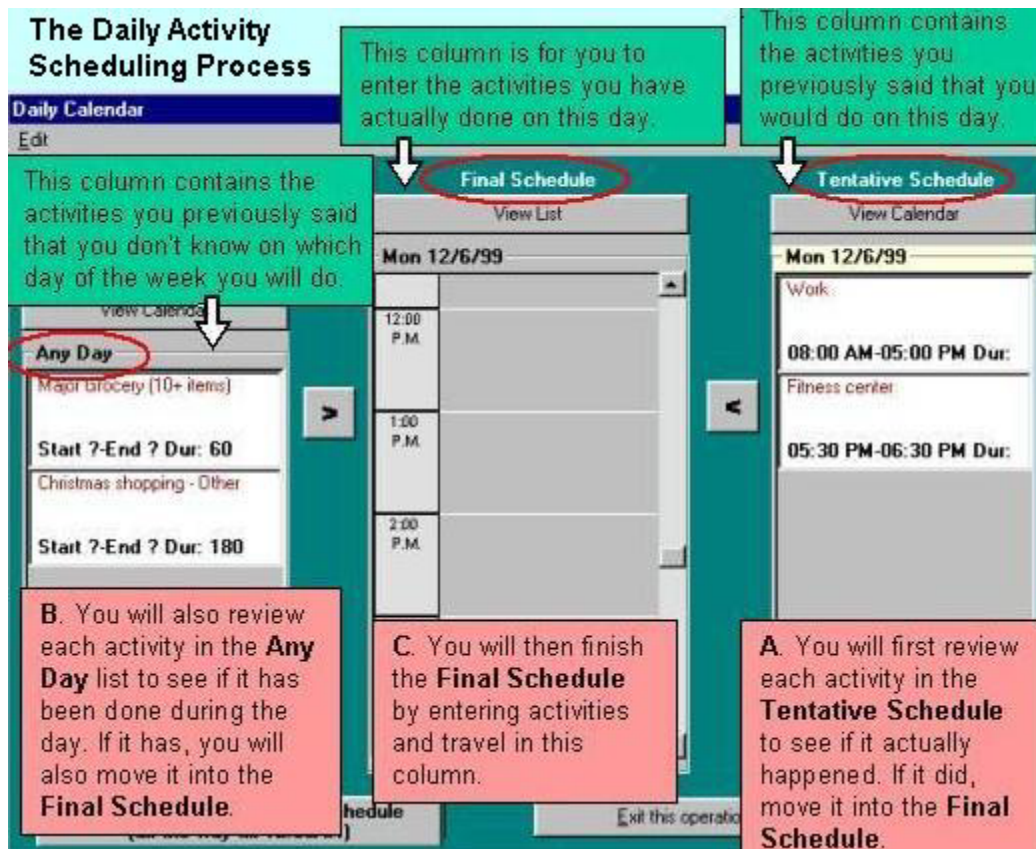 The Daily Activity
Scheduling Process
This column is for you to
enter the activities you have
actually done on this day.
This column contains
the activities you
previously said that you
would do on this day.
Daily Calendar
Edit
This column contains the
activities you previously said
that you don't know on which
day of the week you will do.
Final Schedule
Tentative Schedule
View List
View Calendar
Mon 12/6/99
Mon 12/6/99
View Calendar
Any Day
Major Grocery (10+ items)
Start ?-End ? Dur: 60
Christmas shopping - Other
Start ?-End ? Dur: 180
>
12:00
P.M.
1:00
P.M.
2:00
P.M.
<
Work
08:00 AM-05:00 PM Dur:
Fitness center
05:30 PM-06:30 PM Dur:
B. You will also review
each activity in the Any
Day list to see if it has
been done during the
day. If it has, you will
also move it into the
Final Schedule.
C. You will then finish
the Final Schedule
by entering activities
and travel in this
column.
A. You will first review
each activity in the
Tentative Schedule
to see if it actually
happened. If it did,
move it into the Final
Schedule.
hedule
Exit this operatio